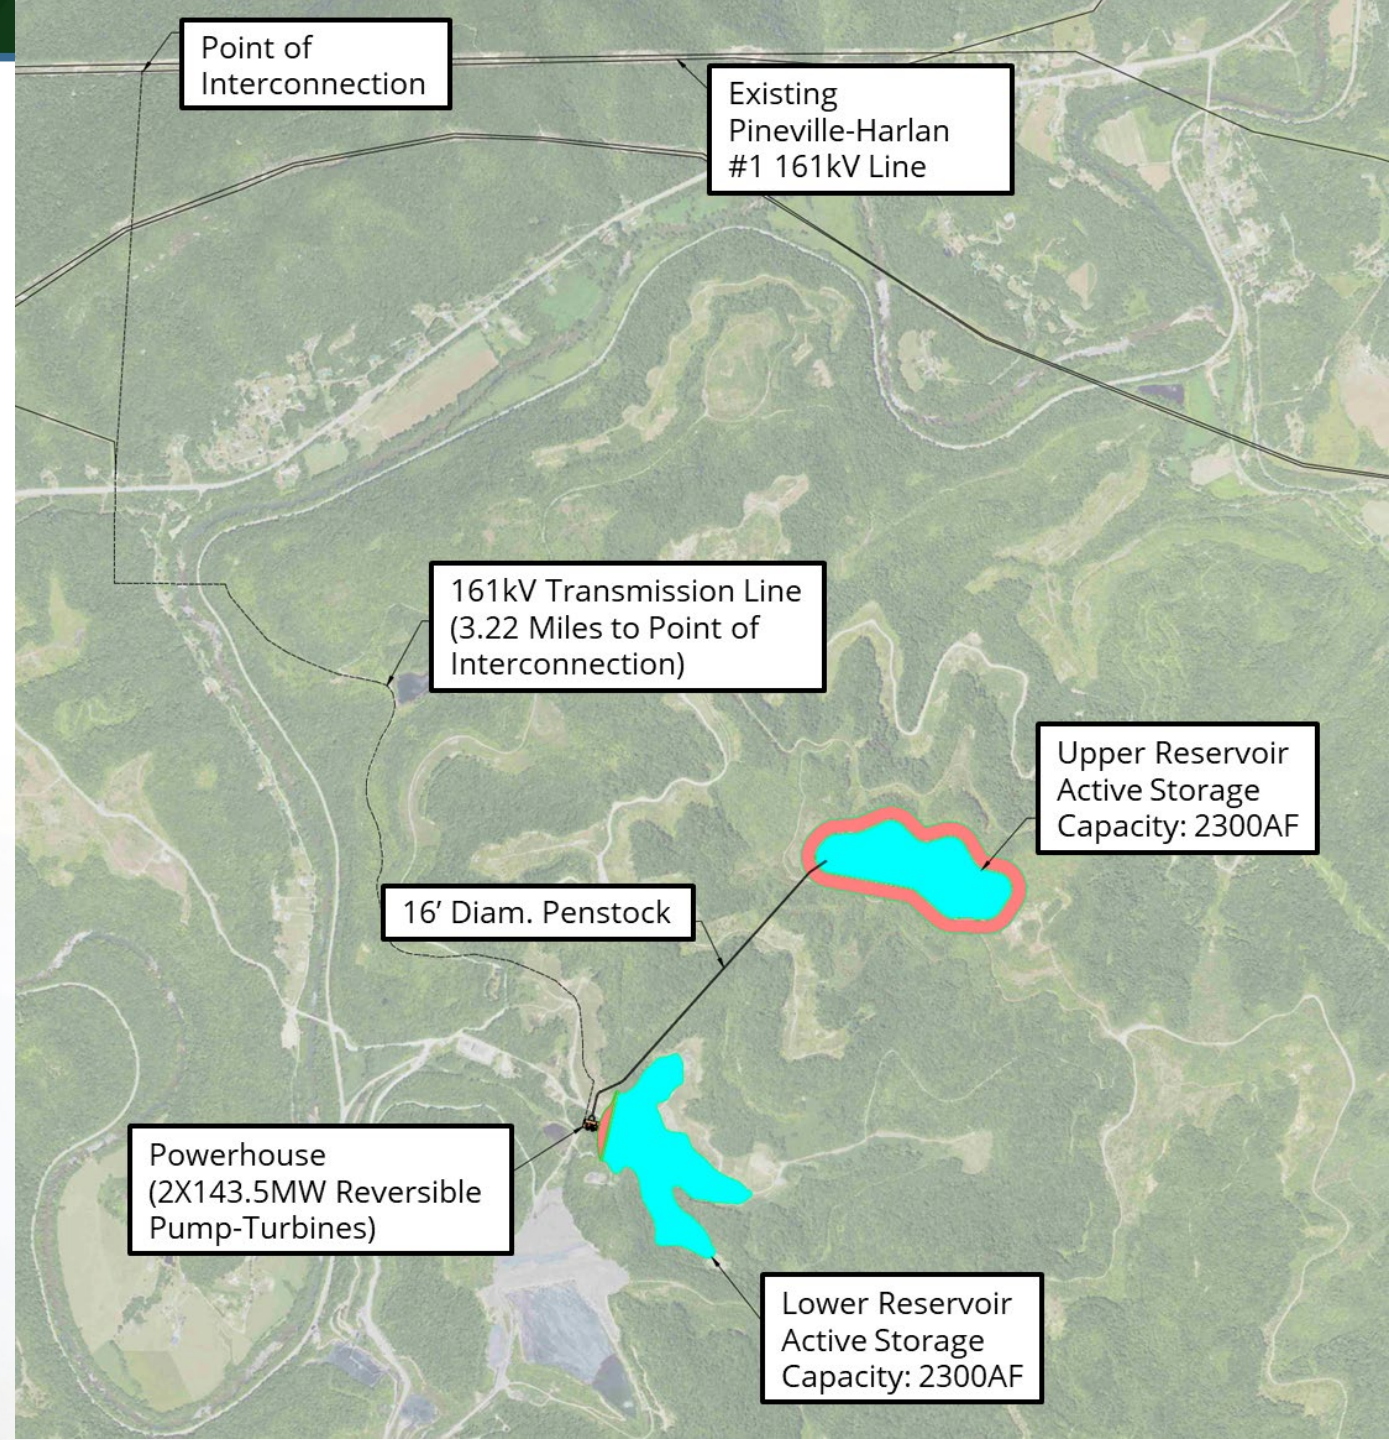 Point of
Interconnection
Existing
Pineville-Harlan
#1 161kV Line
161kV Transmission Line
(3.22 Miles to Point of
Interconnection)
Upper Reservoir
Active Storage
Capacity: 2300AF
16’ Diam. Penstock
Powerhouse
(2X143.5MW Reversible
Pump-Turbines)
Lower Reservoir
Active Storage
Capacity: 2300AF